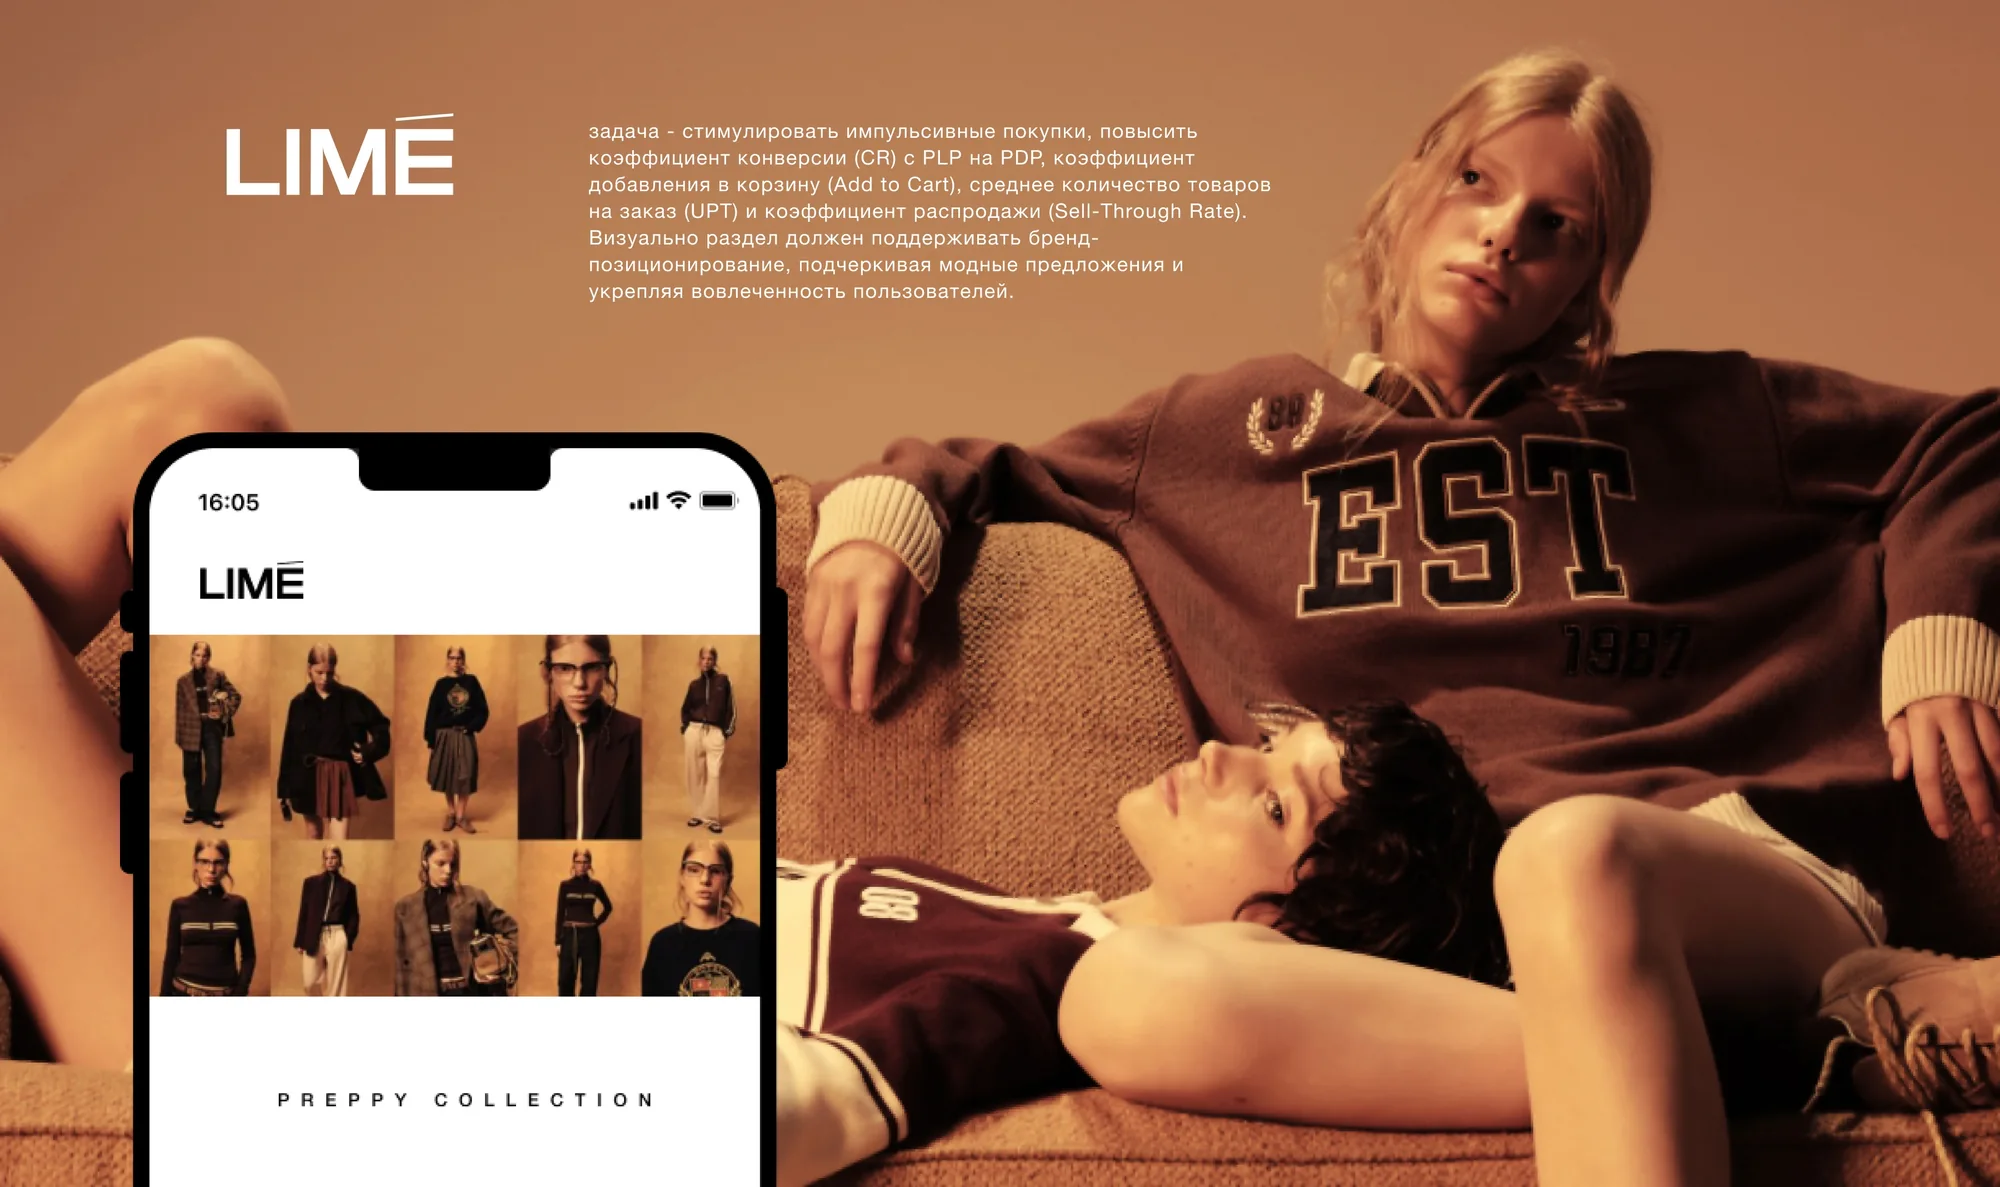 LIMÉ
задача - стимулировать импульсивные покупки, повысить
коэффициент конверсии (CR) с PLP на PDP, коэффициент
добавления в корзину (Add to Cart), среднее количество товаров
на заказ (UPT) и коэффициент распродажи (Sell-Through Rate).
Визуально раздел должен поддерживать бренд-
позиционирование, подчеркивая модные предложения и
укрепляя вовлеченность пользователей.
88
EST
1987
16:05
LIMÉ
08
PREPPY COLLECTION